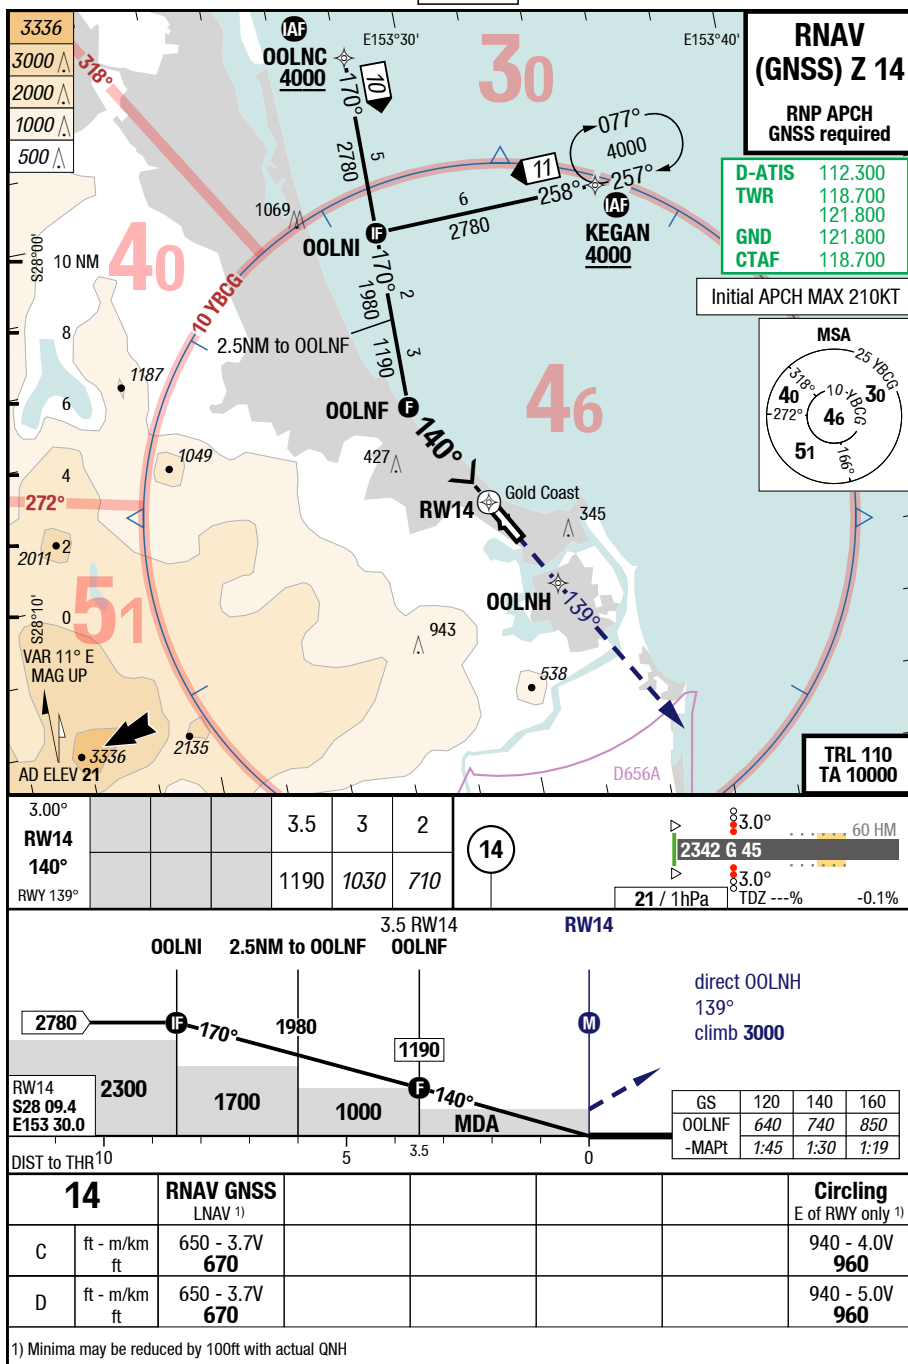 3336
3000
2000
1000
500
318°
IAF
OOLNC
4000
E153°30'
E153°40'
RNAV
(GNSS) Z 14
RNP APCH
GNSS required
30
10
170°
5
2780
077°
4000
11
258°
257°
IAF
KEGAN
4000
6
2780
D-ATIS 112.300
TWR 118.700
121.800
GND 121.800
CTAF 118.700
Initial APCH MAX 210KT
1069
IF
OOLNI
S28°00'
10 NM
40
10 YBCG
170°
2
1980
2.5NM to OOLNF
1190
3
8
1187
6
OOLNF
F
140°
46
MSA
25 YBCG
318°
10 YBCG
40
30
272°
46
51
166°
427
1049
4
272°
RW14
Gold Coast
345
2011
2
51
OOLNH
139°
S28°10'
0
943
VAR 11° E
MAG UP
538
3336
2135
AD ELEV 21
D656A
TRL 110
TA 10000
3.00°
RW14
140°
RWY 139°
3.5 3 2
1190 1030 710
14
3.0°
60 HM
2342 G 45
3.0°
21 / 1hPa
TDZ ---%
-0.1%
3.5 RW14
RW14
OOLNI 2.5NM to OOLNF OOLNF
direct OOLNH
139°
climb 3000
2780
IF
170°
1980
M
1190
F
140°
RW14
S28 09.4
E153 30.0
2300
1700
1000
MDA
GS 120 140 160
OOLNF 640 740 850
-MAPt 1:45 1:30 1:19
DIST to THR 10 5 3.5 0
14
RNAV GNSS
LNAV 1)
Circling
E of RWY only 1)
C ft - m/km 650 - 3.7V 940 - 4.0V
ft 670 960
D ft - m/km 650 - 3.7V 940 - 5.0V
ft 670 960
1) Minima may be reduced by 100ft with actual QNH